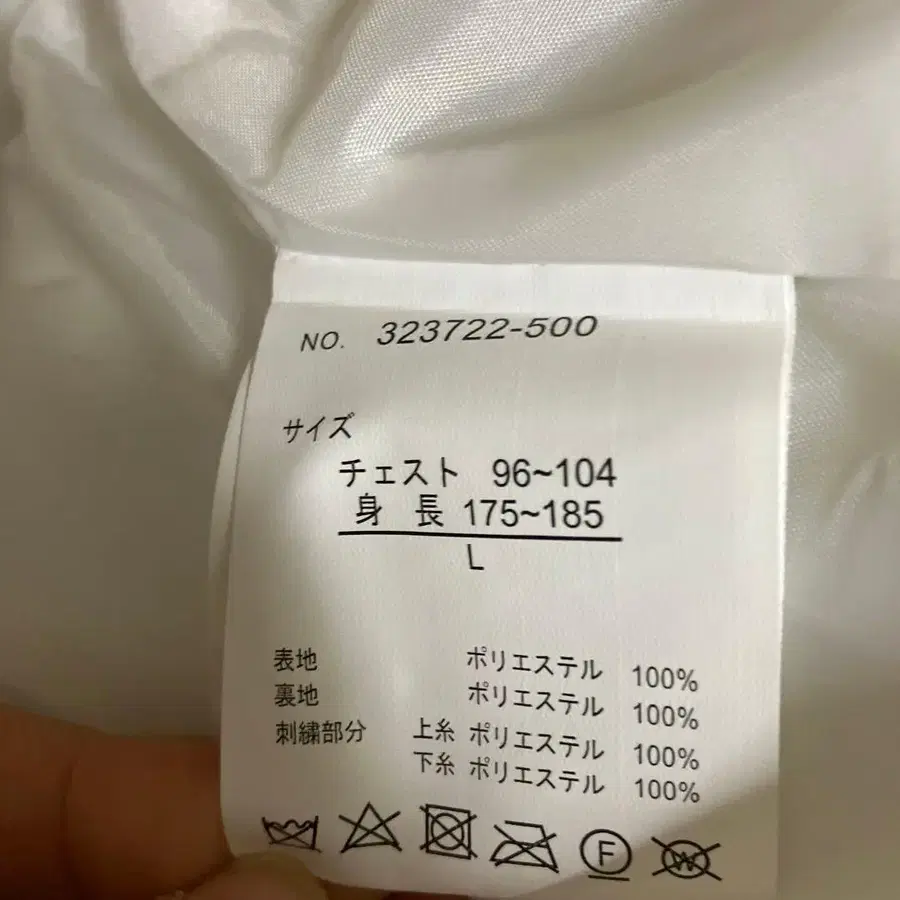 NO. 323722-500
サイズ
チェスト 96~104
身 長 175~185
L
表地 ポリエステル 100%
裏地 ポリエステル 100%
刺繍部分 上糸 ポリエステル 100%
下糸 ポリエステル 100%
F W